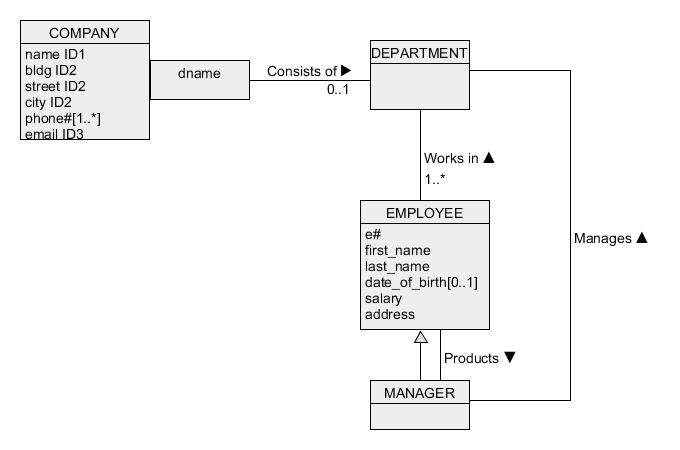 COMPANY
name ID1
bldg ID2
street ID2
city ID2
phone#[1..*]
email ID3
dname
Consists of ▶
0..1
DEPARTMENT
Works in ▲
1..*
EMPLOYEE
e#
first_name
last_name
date_of_birth[0..1]
salary
address
Manages ▲
Products ▼
MANAGER